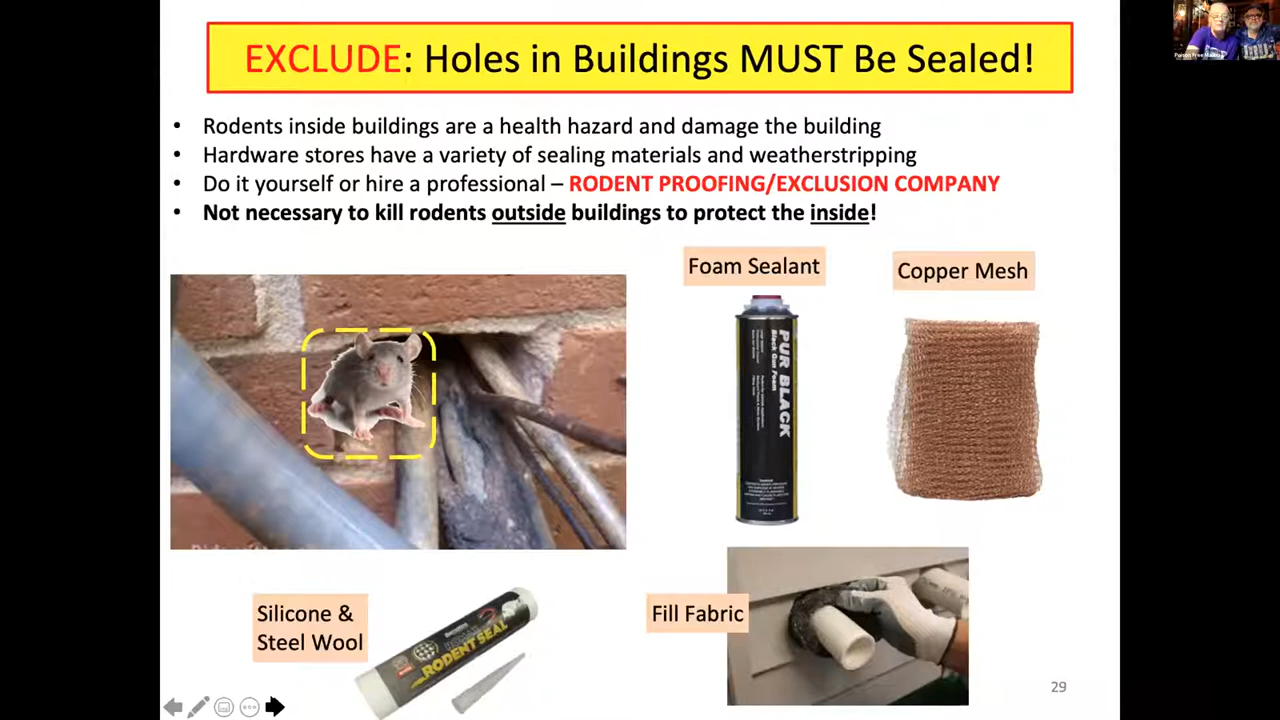 EXCLUDE: Holes in Buildings MUST Be Sealed!
• Rodents inside buildings are a health hazard and damage the building
• Hardware stores have a variety of sealing materials and weatherstripping
• Do it yourself or hire a professional – RODENT PROOFING/EXCLUSION COMPANY
• Not necessary to kill rodents outside buildings to protect the inside!
Foam Sealant
Copper Mesh
PUR BLACK
Black Gun Foam
Silicone &
Steel Wool
RODENT SEAL
Fill Fabric
29